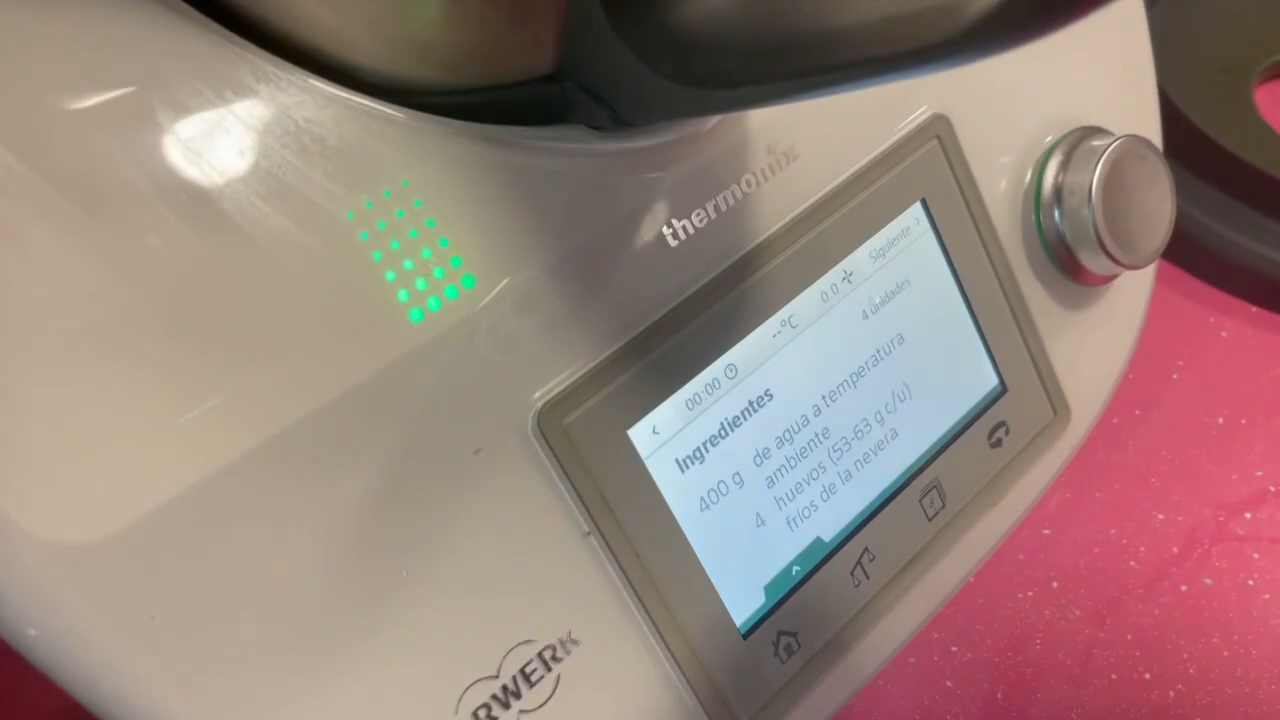 thermomix
Siguiente >
00:00 --°C 0.0
4 unidades
Ingredientes
400 g de agua a temperatura
ambiente
4 huevos (53-63 g c/u)
fríos de la nevera
RWERK